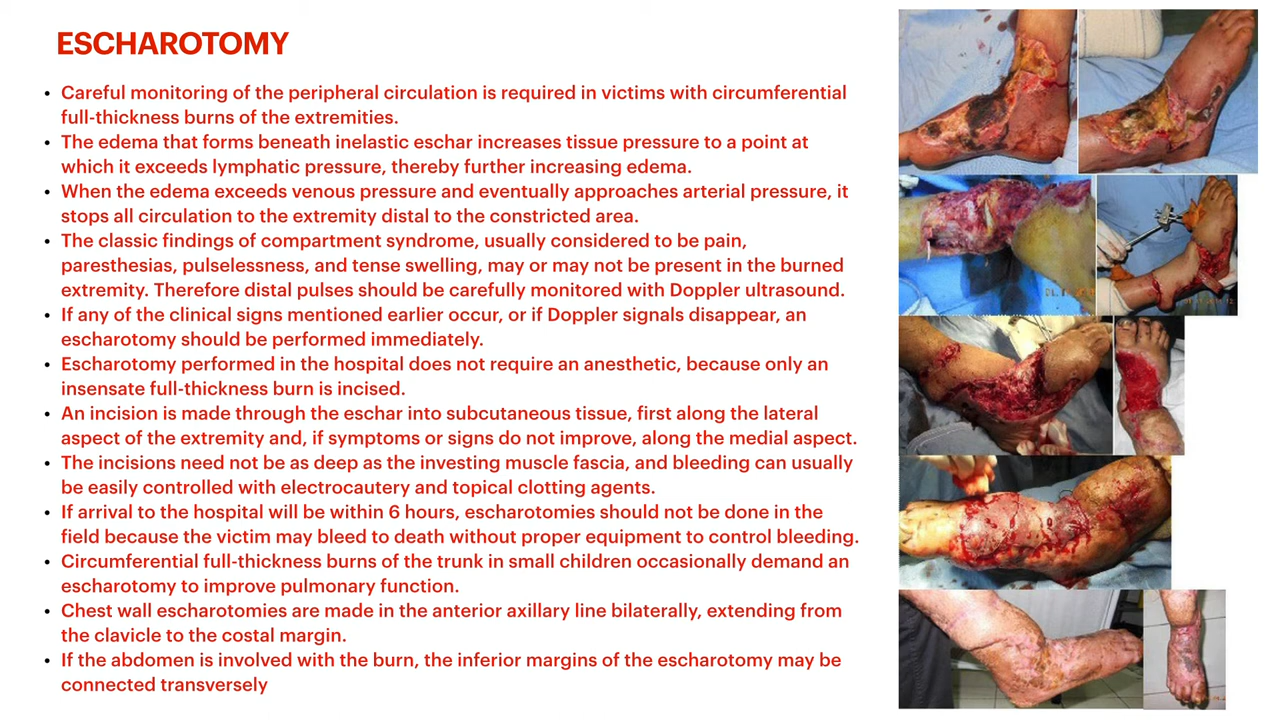 ESCHAROTOMY
• Careful monitoring of the peripheral circulation is required in victims with circumferential
full-thickness burns of the extremities.
• The edema that forms beneath inelastic eschar increases tissue pressure to a point at
which it exceeds lymphatic pressure, thereby further increasing edema.
• When the edema exceeds venous pressure and eventually approaches arterial pressure, it
stops all circulation to the extremity distal to the constricted area.
• The classic findings of compartment syndrome, usually considered to be pain,
paresthesias, pulselessness, and tense swelling, may or may not be present in the burned
extremity. Therefore distal pulses should be carefully monitored with Doppler ultrasound.
• If any of the clinical signs mentioned earlier occur, or if Doppler signals disappear, an
escharotomy should be performed immediately.
• Escharotomy performed in the hospital does not require an anesthetic, because only an
insensate full-thickness burn is incised.
• An incision is made through the eschar into subcutaneous tissue, first along the lateral
aspect of the extremity and, if symptoms or signs do not improve, along the medial aspect.
• The incisions need not be as deep as the investing muscle fascia, and bleeding can usually
be easily controlled with electrocautery and topical clotting agents.
• If arrival to the hospital will be within 6 hours, escharotomies should not be done in the
field because the victim may bleed to death without proper equipment to control bleeding.
• Circumferential full-thickness burns of the trunk in small children occasionally demand an
escharotomy to improve pulmonary function.
• Chest wall escharotomies are made in the anterior axillary line bilaterally, extending from
the clavicle to the costal margin.
• If the abdomen is involved with the burn, the inferior margins of the escharotomy may be
connected transversely